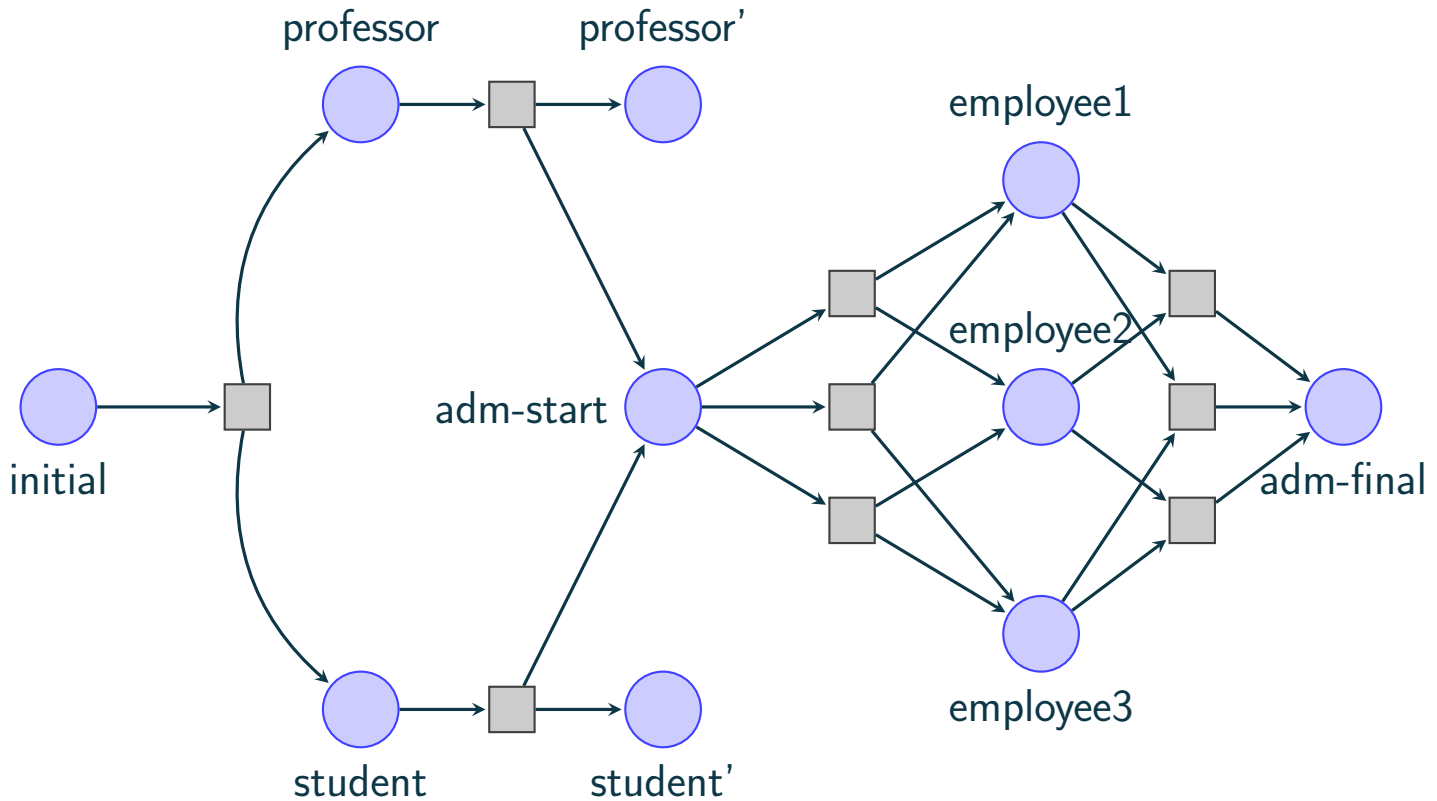 professor
professor'
employee1
employee2
adm-start
initial
adm-final
employee3
student
student'